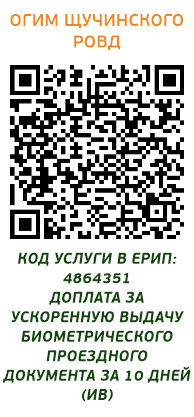 ОГИМ ЩУЧИНСКОГО
РОВД
КОД УСЛУГИ В ЕРИП:
4864351
ДОПЛАТА ЗА
УСКОРЕННУЮ ВЫДАЧУ
БИОМЕТРИЧЕСКОГО
ПРОЕЗДНОГО
ДОКУМЕНТА ЗА 10 ДНЕЙ
(ИВ)